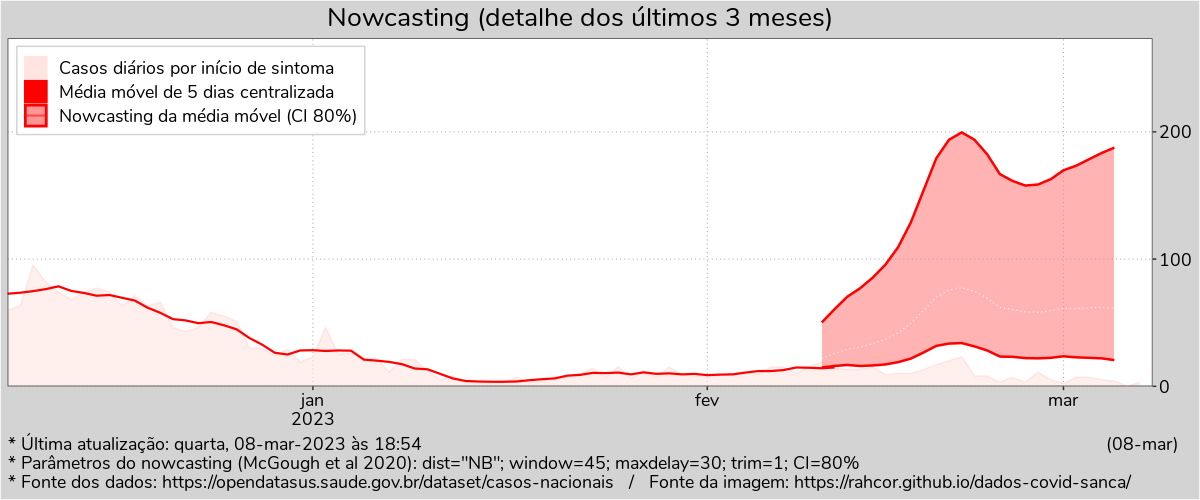 Nowcasting (detalhe dos últimos 3 meses)
Casos diários por início de sintoma
Média móvel de 5 dias centralizada
Nowcasting da média móvel (CI 80%)
200
100
0
jan
2023
fev
mar
* Última atualização: quarta, 08-mar-2023 às 18:54
(08-mar)
* Parâmetros do nowcasting (McGough et al 2020): dist="NB"; window=45; maxdelay=30; trim=1; CI=80%
* Fonte dos dados: https://opendatasus.saude.gov.br/dataset/casos-nacionais / Fonte da imagem: https://rahcor.github.io/dados-covid-sanca/